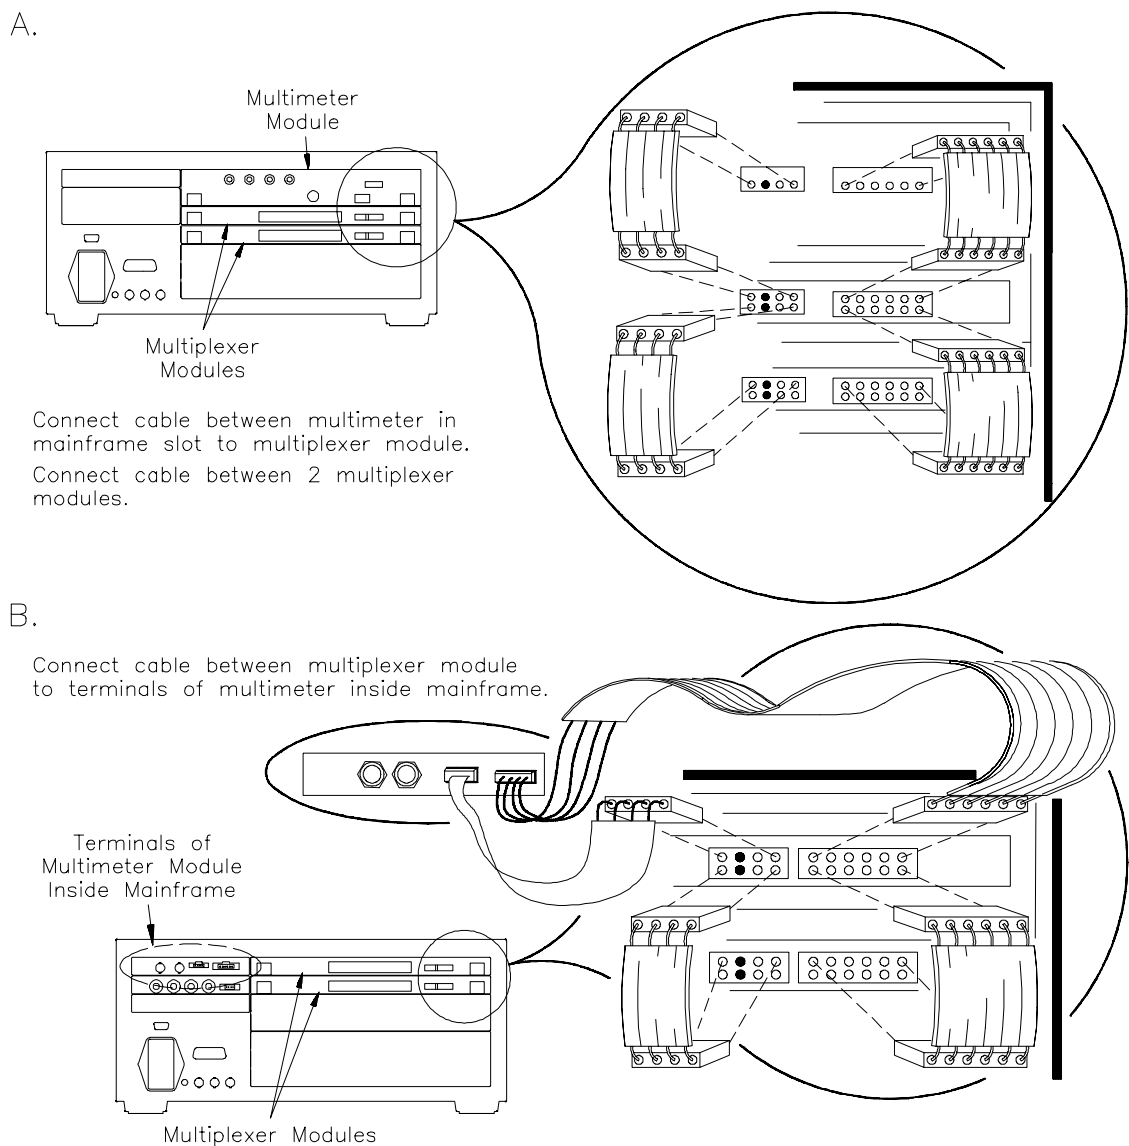 A.
Multimeter
Module
Multiplexer
Modules
Connect cable between multimeter in
mainframe slot to multiplexer module.
Connect cable between 2 multiplexer
modules.
B.
Connect cable between multiplexer module
to terminals of multimeter inside mainframe.
Terminals of
Multimeter Module
Inside Mainframe
Multiplexer Modules